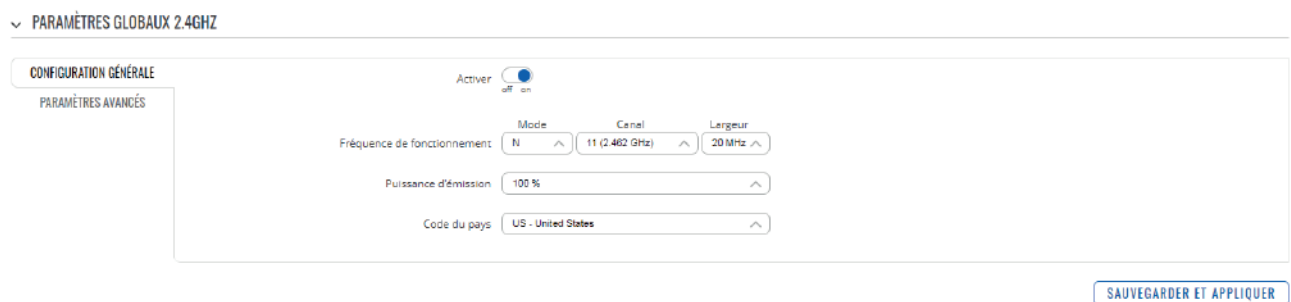 PARAMÈTRES GLOBAUX 2.4GHZ
CONFIGURATION GÉNÉRALE
PARAMÈTRES AVANCÉS
Activer
off on
Mode Canal Largeur
Fréquence de fonctionnement N 11 (2.462 GHz) 20 MHz
Puissance d'émission 100 %
Code du pays US - United States
SAUVEGARDER ET APPLIQUER